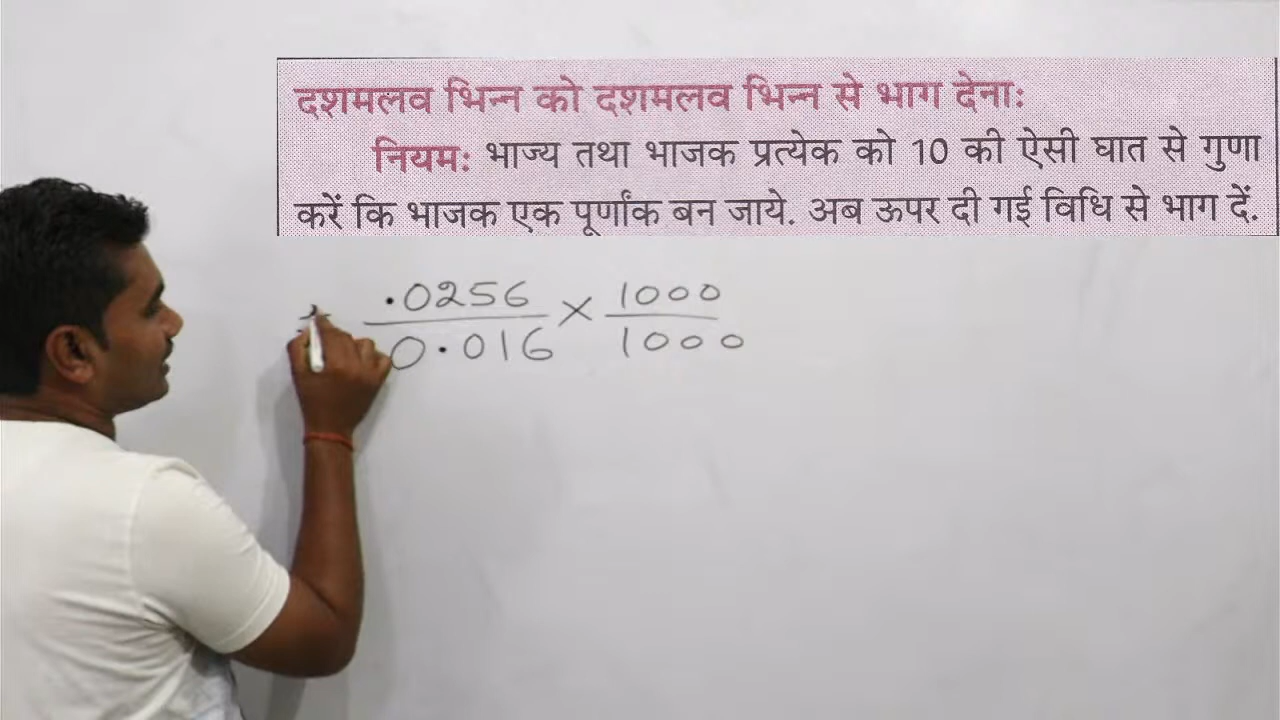 दशमलव भिन्न को दशमलव भिन्न से भाग देनाः
नियमः भाज्य तथा भाजक प्रत्येक को 10 की ऐसी घात से गुणा
करें कि भाजक एक पूर्णांक बन जाये. अब ऊपर दी गई विधि से भाग दें.
.0256 × 1000
0.016 1000